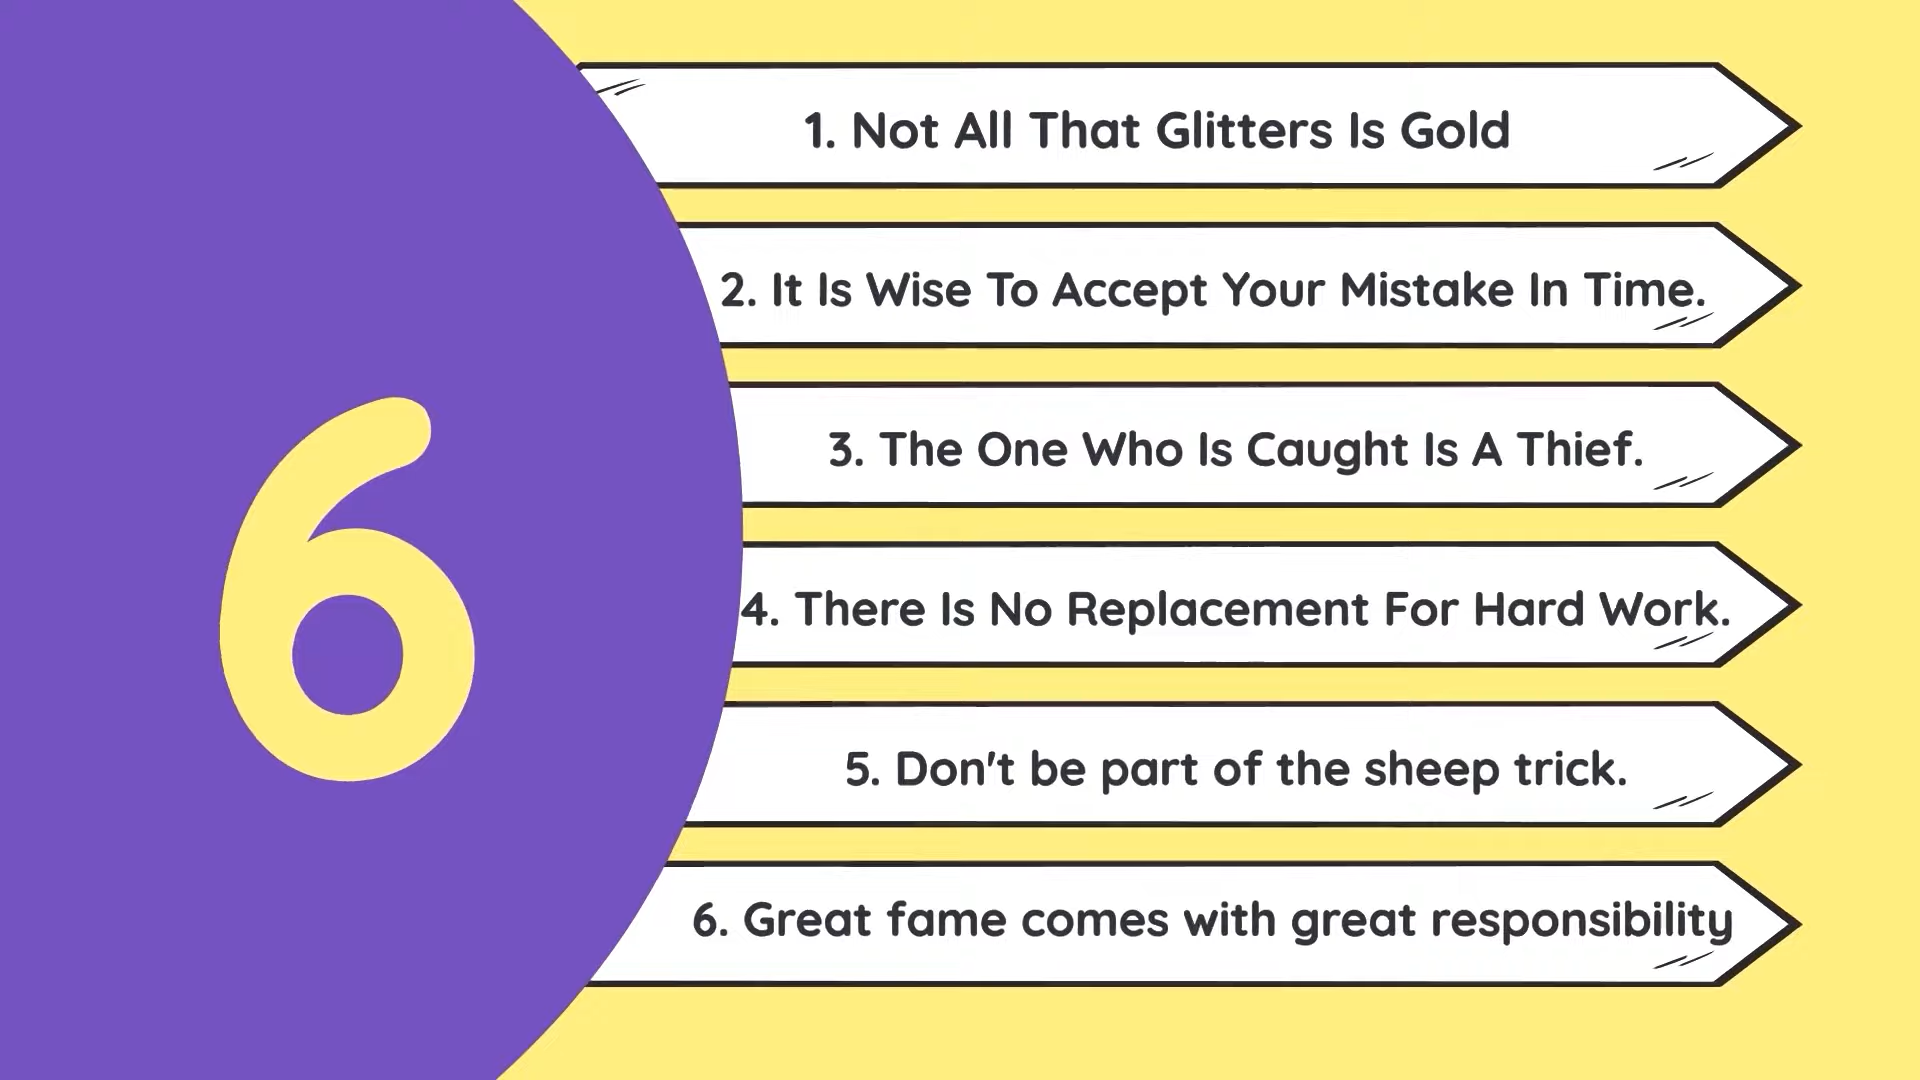 6
1. Not All That Glitters Is Gold
2. It Is Wise To Accept Your Mistake In Time.
3. The One Who Is Caught Is A Thief.
4. There Is No Replacement For Hard Work.
5. Don't be part of the sheep trick.
6. Great fame comes with great responsibility